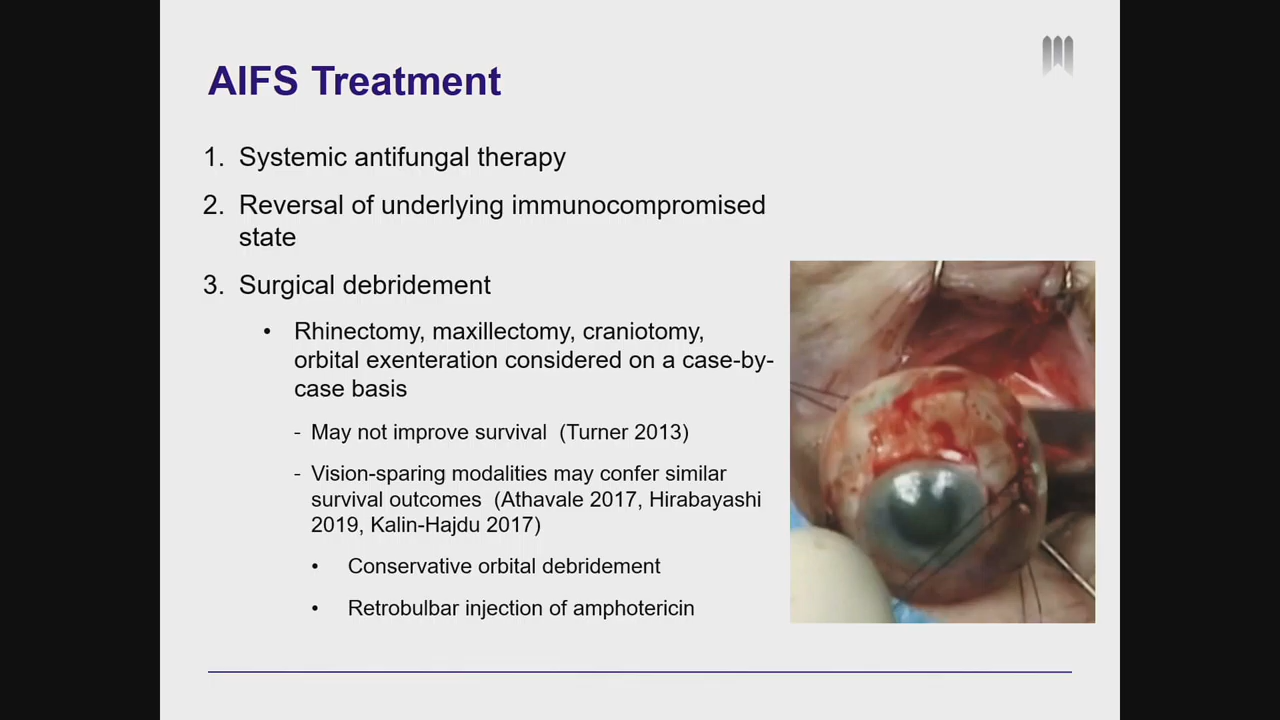 AIFS Treatment
1. Systemic antifungal therapy
2. Reversal of underlying immunocompromised
state
3. Surgical debridement
• Rhinectomy, maxillectomy, craniotomy,
orbital exenteration considered on a case-by-
case basis
- May not improve survival (Turner 2013)
- Vision-sparing modalities may confer similar
survival outcomes (Athavale 2017, Hirabayashi
2019, Kalin-Hajdu 2017)
• Conservative orbital debridement
• Retrobulbar injection of amphotericin